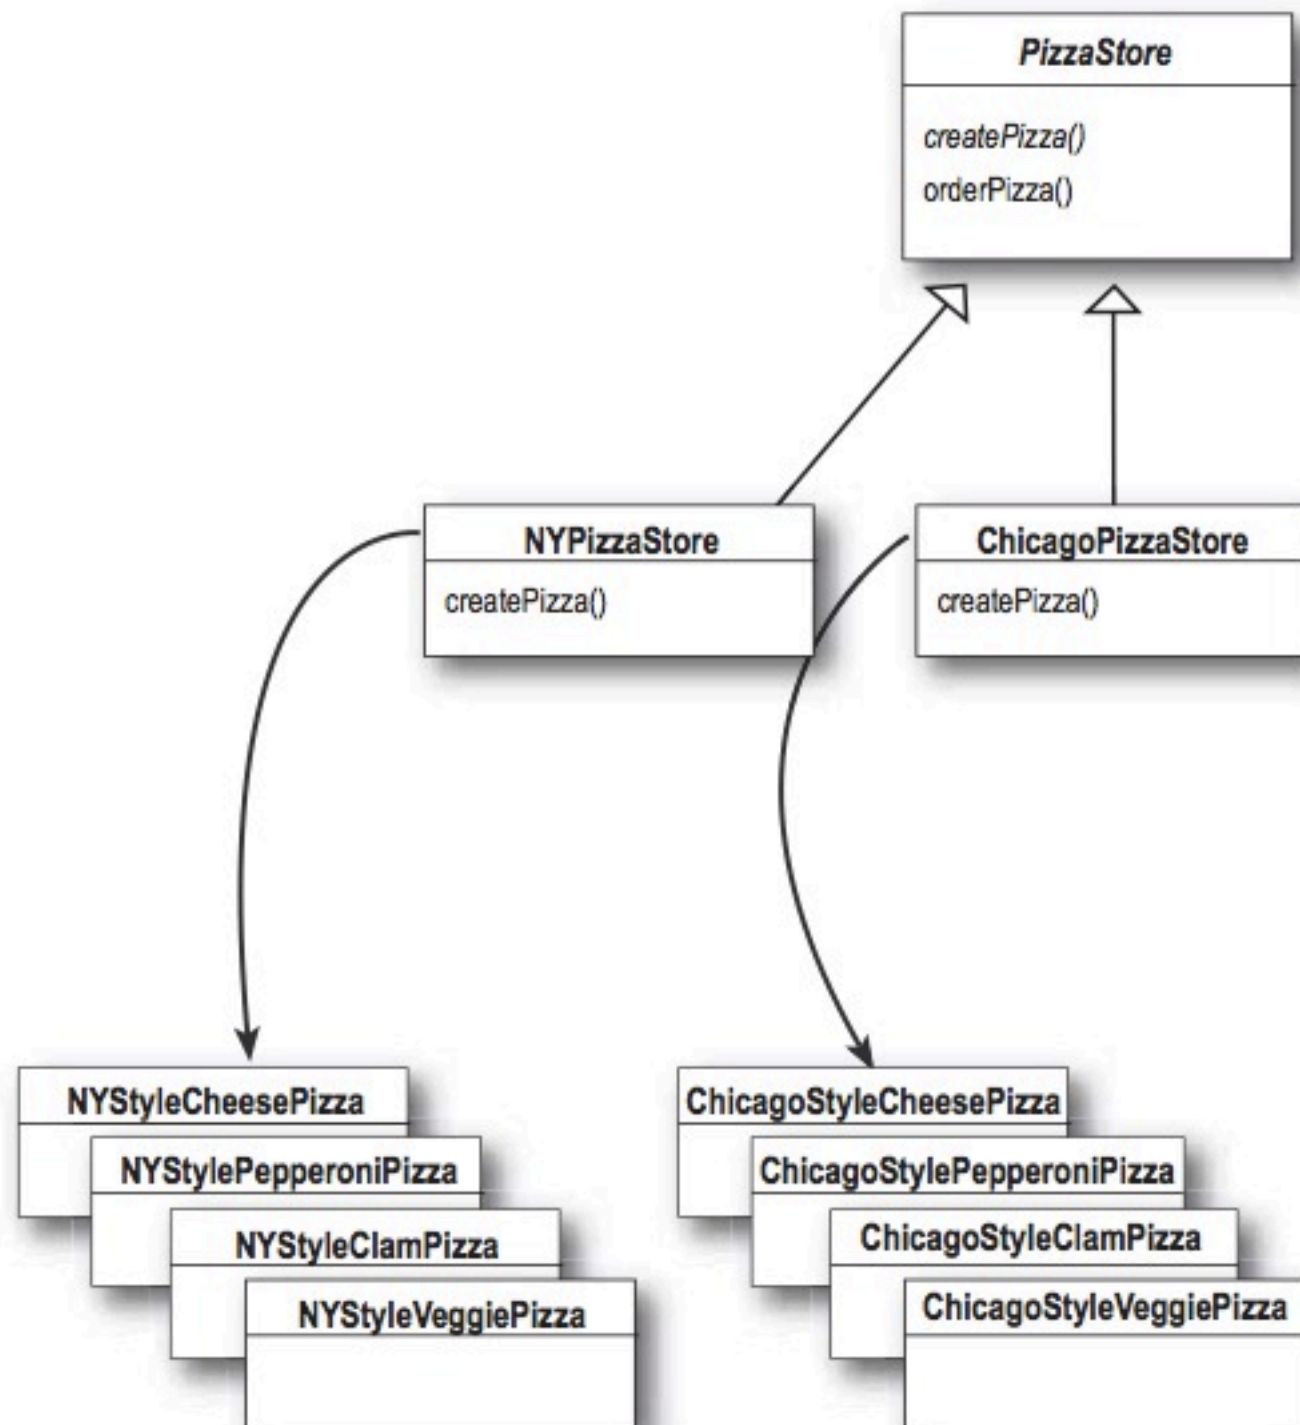 PizzaStore
createPizza()
orderPizza()
NYPizzaStore
createPizza()
ChicagoPizzaStore
createPizza()
NYStyleCheesePizza
NYStylePepperoniPizza
NYStyleClamPizza
NYStyleVeggiePizza
ChicagoStyleCheesePizza
ChicagoStylePepperoniPizza
ChicagoStyleClamPizza
ChicagoStyleVeggiePizza